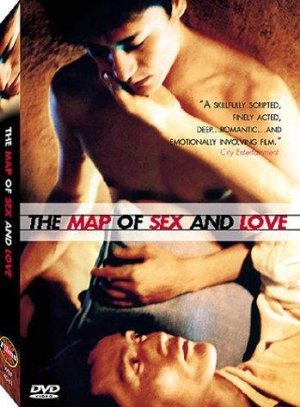 "A SKILLFULLY SCRIPTED,
FINELY ACTED,
DEEP...ROMANTIC...AND
EMOTIONALLY INVOLVING FILM."
City Entertainment
THE MAP OF SEX AND LOVE
THE MAP OF SEX AND LOVE
DVD
VIDEO